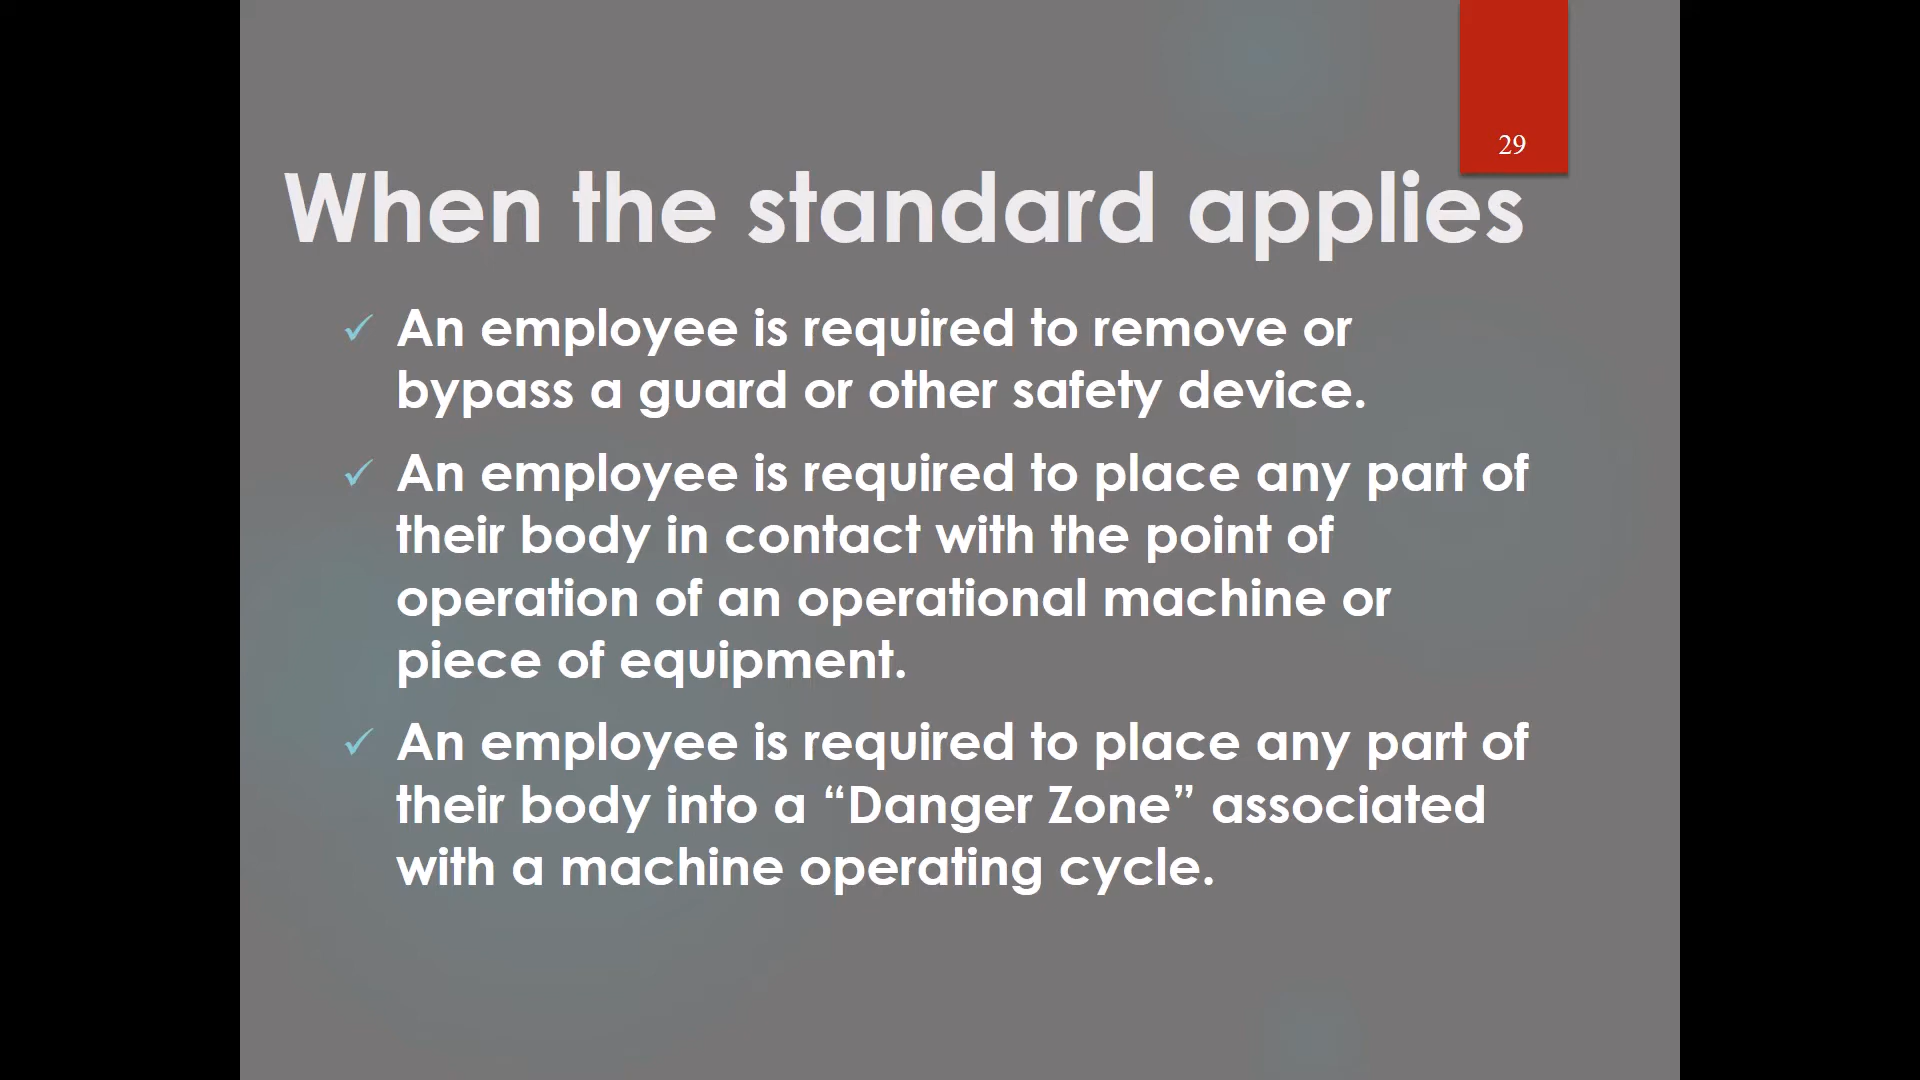 29
When the standard applies
✓ An employee is required to remove or
bypass a guard or other safety device.
✓ An employee is required to place any part of
their body in contact with the point of
operation of an operational machine or
piece of equipment.
✓ An employee is required to place any part of
their body into a “Danger Zone” associated
with a machine operating cycle.